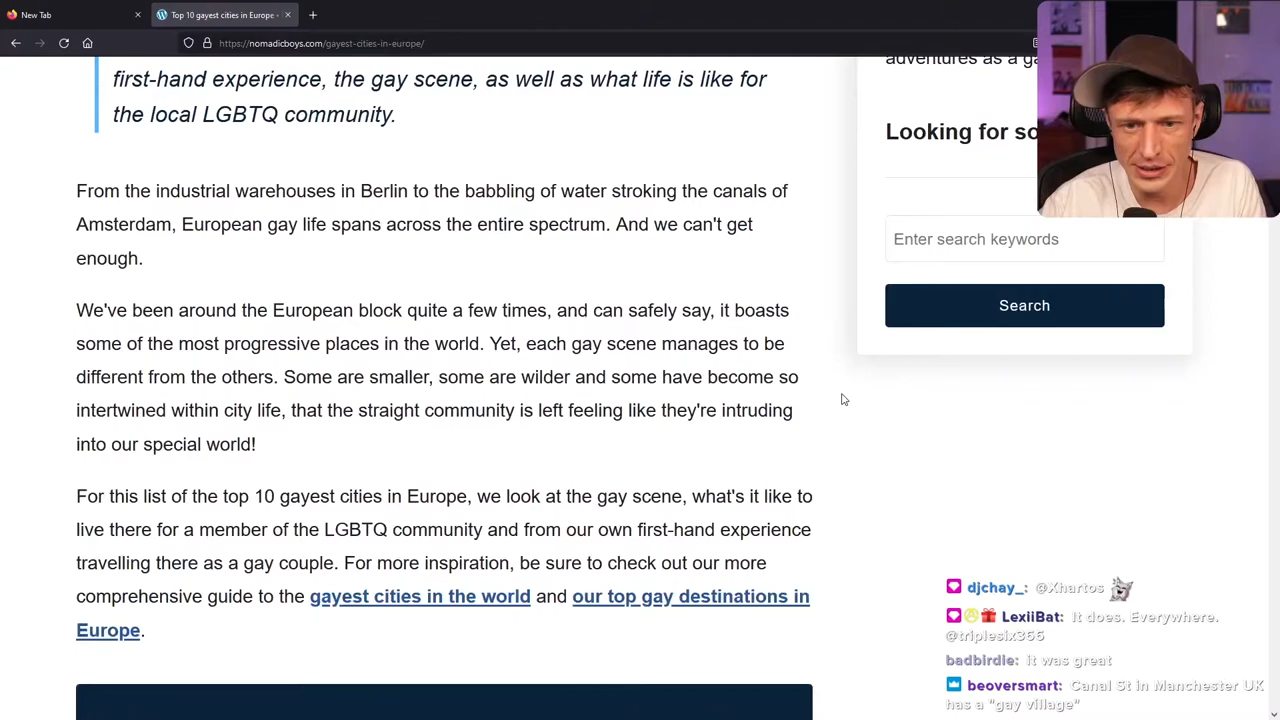 New Tab
Top 10 gayest cities in Europe •
https://nomadicboys.com/gayest-cities-in-europe/
first-hand experience, the gay scene, as well as what life is like for
the local LGBTQ community.
adventures as a ga
Looking for so
Enter search keywords
Search
From the industrial warehouses in Berlin to the babbling of water stroking the canals of
Amsterdam, European gay life spans across the entire spectrum. And we can't get
enough.
We've been around the European block quite a few times, and can safely say, it boasts
some of the most progressive places in the world. Yet, each gay scene manages to be
different from the others. Some are smaller, some are wilder and some have become so
intertwined within city life, that the straight community is left feeling like they're intruding
into our special world!
For this list of the top 10 gayest cities in Europe, we look at the gay scene, what's it like to
live there for a member of the LGBTQ community and from our own first-hand experience
travelling there as a gay couple. For more inspiration, be sure to check out our more
comprehensive guide to the gayest cities in the world and our top gay destinations in
Europe.
djchay_: @Xhartos
LexiiBat: It does. Everywhere.
@triplesix366
badbirdie: it was great
beoversmart: Canal St in Manchester UK
has a "gay village"